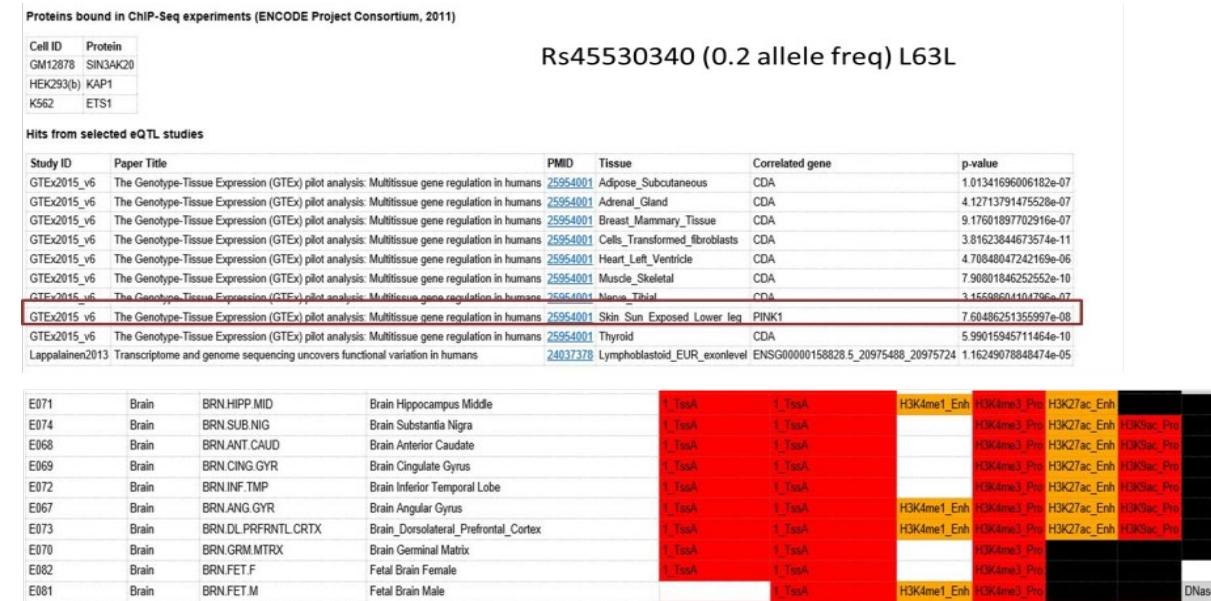 Proteins bound in ChIP-Seq experiments (ENCODE Project Consortium, 2011)
Cell ID Protein
GM12878 SIN3AK20
HEK293(b) KAP1
K562 ETS1
Rs45530340 (0.2 allele freq) L63L
Hits from selected eQTL studies
Study ID Paper Title PMID Tissue Correlated gene p-value
GTEx2015_v6 The Genotype-Tissue Expression (GTEx) pilot analysis: Multitissue gene regulation in humans 25954001 Adipose_Subcutaneous CDA 1.01341696006182e-07
GTEx2015_v6 The Genotype-Tissue Expression (GTEx) pilot analysis: Multitissue gene regulation in humans 25954001 Adrenal_Gland CDA 4.12713791475528e-07
GTEx2015_v6 The Genotype-Tissue Expression (GTEx) pilot analysis: Multitissue gene regulation in humans 25954001 Breast_Mammary_Tissue CDA 9.17601897702916e-07
GTEx2015_v6 The Genotype-Tissue Expression (GTEx) pilot analysis: Multitissue gene regulation in humans 25954001 Cells_Transformed_fibroblasts CDA 3.81623844673574e-11
GTEx2015_v6 The Genotype-Tissue Expression (GTEx) pilot analysis: Multitissue gene regulation in humans 25954001 Heart_Left_Ventricle CDA 4.70848047242169e-06
GTEx2015_v6 The Genotype-Tissue Expression (GTEx) pilot analysis: Multitissue gene regulation in humans 25954001 Muscle_Skeletal CDA 7.90801846252552e-10
GTEx2015_v6 The Genotype-Tissue Expression (GTEx) pilot analysis: Multitissue gene regulation in humans 25954001 Nerve_Tibial CDA 3.15598604104796e-07
GTEx2015_v6 The Genotype-Tissue Expression (GTEx) pilot analysis: Multitissue gene regulation in humans 25954001 Skin_Sun_Exposed_Lower_leg PINK1 7.60486251355997e-08
GTEx2015_v6 The Genotype-Tissue Expression (GTEx) pilot analysis: Multitissue gene regulation in humans 25954001 Thyroid CDA 5.99015945711464e-10
Lappalainen2013 Transcriptome and genome sequencing uncovers functional variation in humans 24037378 Lymphoblastoid_EUR_exonlevel ENSG00000158828.5_20975488_20975724 1.16249078848474e-05
E071 Brain BRN.HIPP.MID Brain Hippocampus Middle 1_TssA 1_TssA H3K4me1_Enh H3K4me3_Pro H3K27ac_Enh
E074 Brain BRN.SUB.NIG Brain Substantia Nigra 1_TssA 1_TssA H3K4me3_Pro H3K27ac_Enh H3K9ac_Pro
E068 Brain BRN.ANT.CAUD Brain Anterior Caudate 1_TssA 1_TssA H3K4me3_Pro H3K27ac_Enh H3K9ac_Pro
E069 Brain BRN.CING.GYR Brain Cingulate Gyrus 1_TssA 1_TssA H3K4me3_Pro H3K27ac_Enh H3K9ac_Pro
E072 Brain BRN.INF.TMP Brain Inferior Temporal Lobe 1_TssA 1_TssA H3K4me3_Pro H3K27ac_Enh H3K9ac_Pro
E067 Brain BRN.ANG.GYR Brain Angular Gyrus 1_TssA 1_TssA H3K4me1_Enh H3K4me3_Pro H3K27ac_Enh H3K9ac_Pro
E073 Brain BRN.DL.PRFRNTL.CRTX Brain_Dorsolateral_Prefrontal_Cortex 1_TssA 1_TssA H3K4me1_Enh H3K4me3_Pro H3K27ac_Enh H3K9ac_Pro
E070 Brain BRN.GRM.MTRX Brain Germinal Matrix 1_TssA 1_TssA H3K4me3_Pro
E082 Brain BRN.FET.F Fetal Brain Female 1_TssA 1_TssA H3K4me3_Pro
E081 Brain BRN.FET.M Fetal Brain Male 1_TssA H3K4me1_Enh H3K4me3_Pro DNas